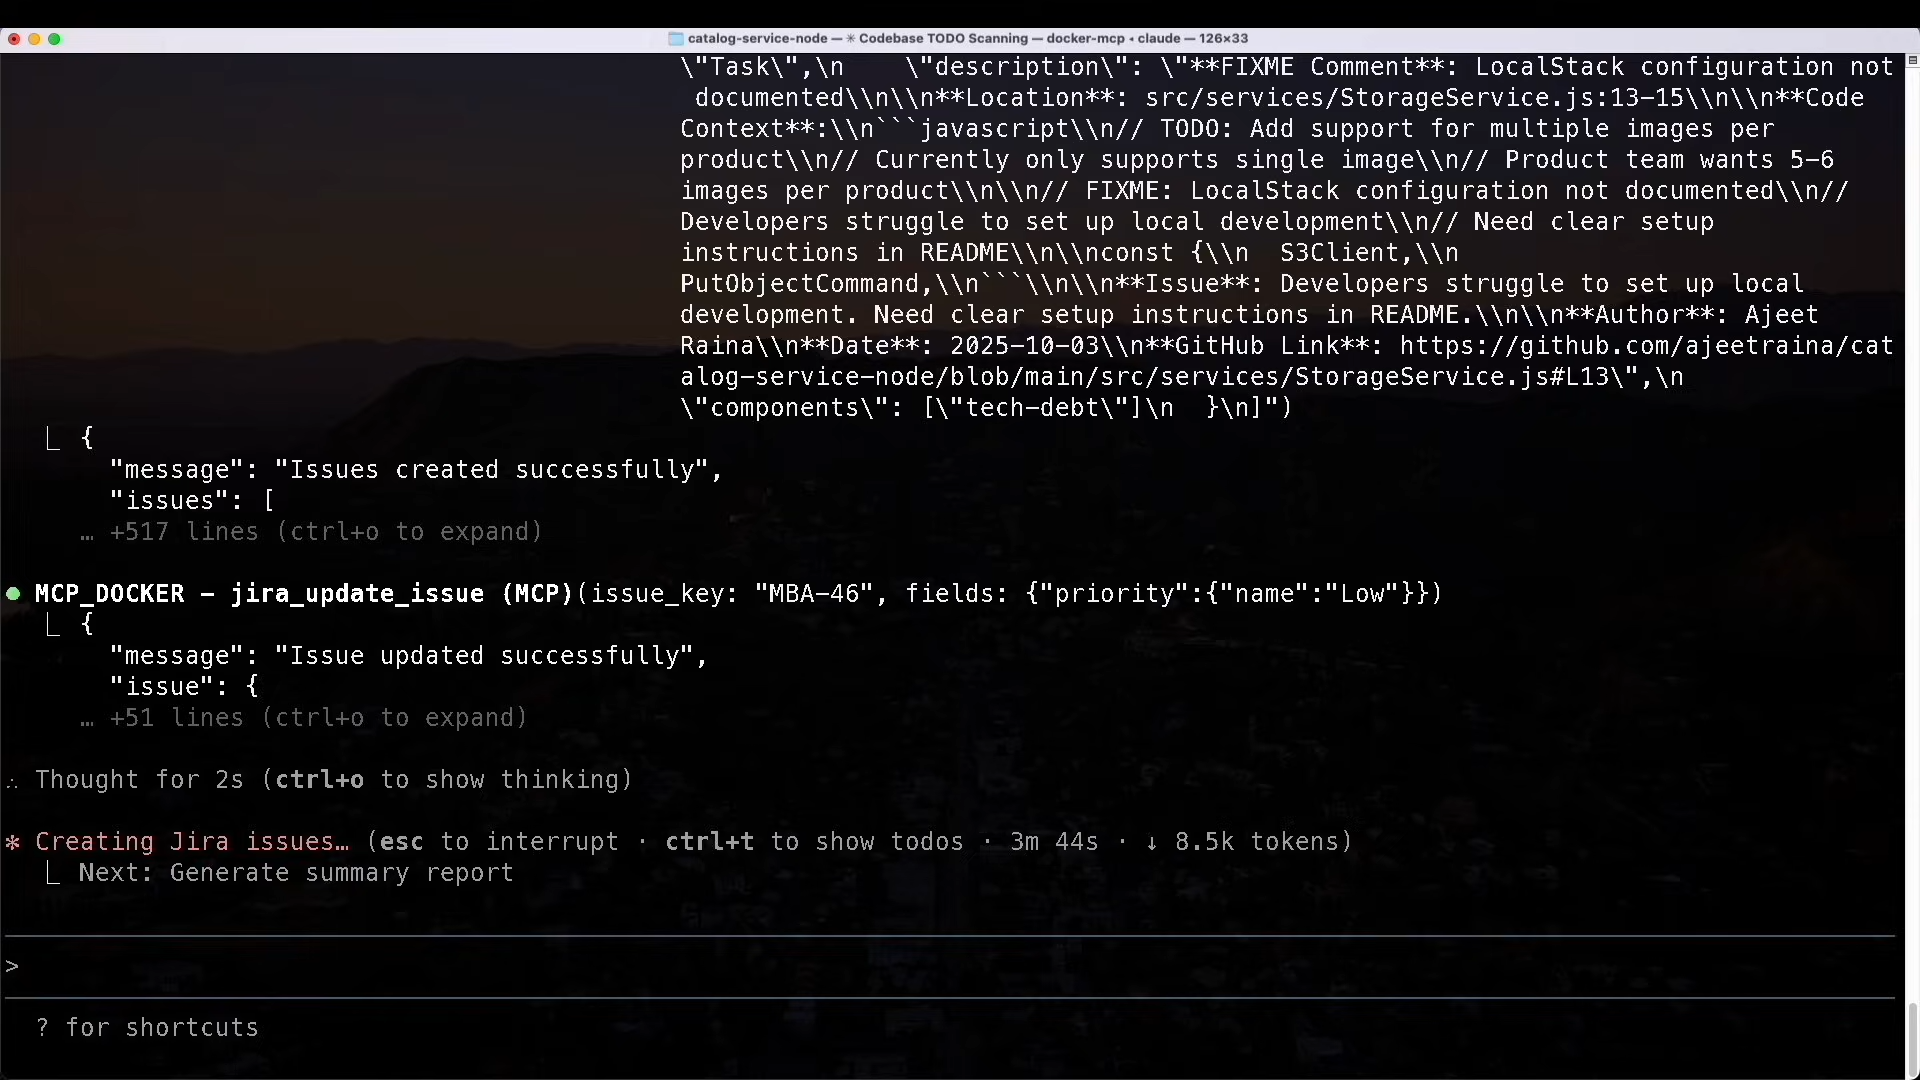 catalog-service-node — ✳ Codebase TODO Scanning — docker-mcp ◂ claude — 126×33
\"Task\",\n    \"description\": \"**FIXME Comment**: LocalStack configuration not
documented\\n\\n**Location**: src/services/StorageService.js:13-15\\n\\n**Code
Context**:\\n```javascript\\n// TODO: Add support for multiple images per
product\\n// Currently only supports single image\\n// Product team wants 5-6
images per product\\n\\n// FIXME: LocalStack configuration not documented\\n//
Developers struggle to set up local development\\n// Need clear setup
instructions in README\\n\\nconst {\\n  S3Client,\\n
PutObjectCommand,\\n```\\n\\n**Issue**: Developers struggle to set up local
development. Need clear setup instructions in README.\\n\\n**Author**: Ajeet
Raina\\n**Date**: 2025-10-03\\n**GitHub Link**: https://github.com/ajeetraina/cat
alog-service-node/blob/main/src/services/StorageService.js#L13\",\n
\"components\": [\"tech-debt\"]\n  }\n]")
⎿ {
"message": "Issues created successfully",
"issues": [
… +517 lines (ctrl+o to expand)
● MCP_DOCKER – jira_update_issue (MCP)(issue_key: "MBA-46", fields: {"priority":{"name":"Low"}})
⎿ {
"message": "Issue updated successfully",
"issue": {
… +51 lines (ctrl+o to expand)
∴ Thought for 2s (ctrl+o to show thinking)
✻ Creating Jira issues… (esc to interrupt · ctrl+t to show todos · 3m 44s · ↓ 8.5k tokens)
⎿ Next: Generate summary report
>
? for shortcuts